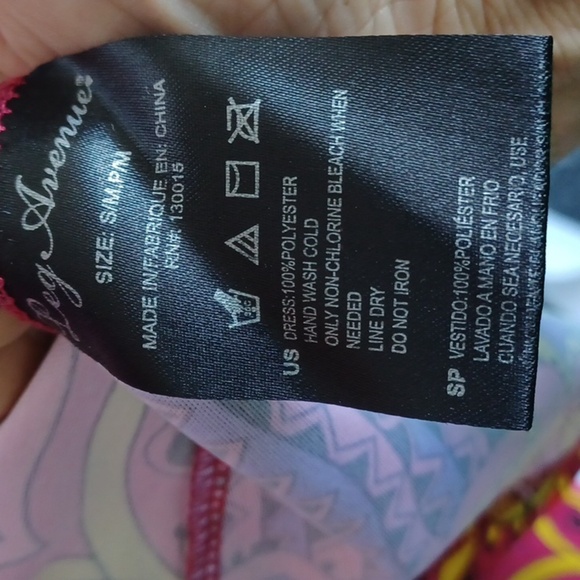 Leg Avenue
SIZE: S/M,P/M
MADE IN/FABRIQUE EN: CHINA
RN#: 130015
US DRESS:100%POLYESTER
HAND WASH COLD
ONLY NON-CHLORINE BLEACH WHEN
NEEDED
LINE DRY
DO NOT IRON
SP VESTIDO:100%POLIÉSTER
LAVADO A MANO EN FRIO
CUANDO SEA NECESARIO, USE